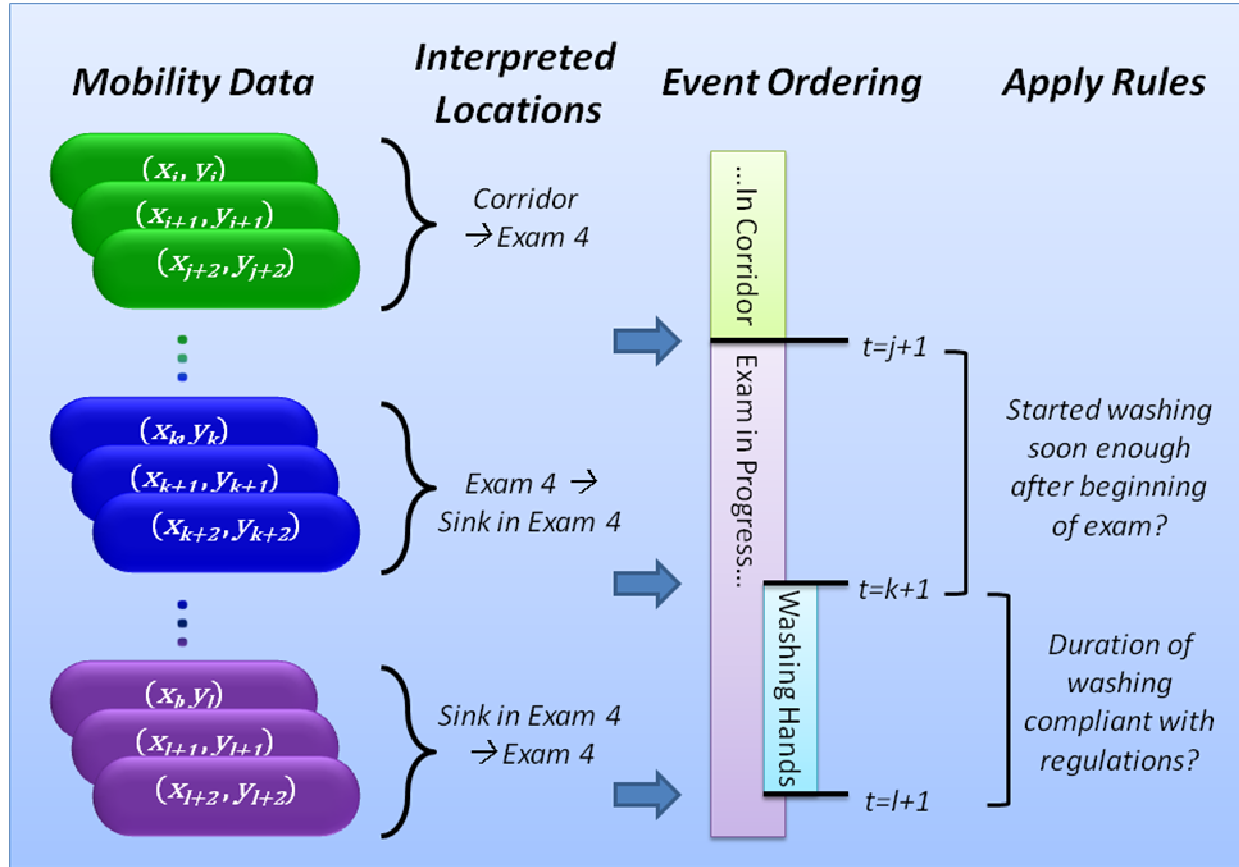 Mobility Data
Interpreted
Locations
Event Ordering
Apply Rules
(xᵢ, yᵢ)
(xᵢ₊₁, yᵢ₊₁)
(xⱼ₊₂, yⱼ₊₂)
Corridor
→Exam 4
(xₖ, yₖ)
(xₖ₊₁, yₖ₊₁)
(xₖ₊₂, yₖ₊₂)
Exam 4 →
Sink in Exam 4
(xₗ, yₗ)
(xₗ₊₁, yₗ₊₁)
(xₗ₊₂, yₗ₊₂)
Sink in Exam 4
→Exam 4
....In Corridor
Exam in Progress...
Washing Hands
t=j+1
t=k+1
t=l+1
Started washing
soon enough
after beginning
of exam?
Duration of
washing
compliant with
regulations?